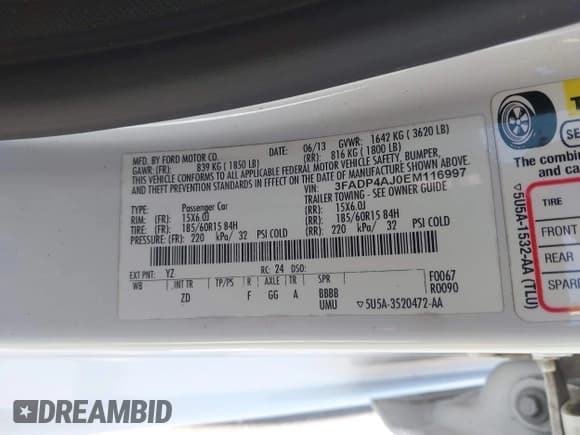 MFD. BY FORD MOTOR CO.
DATE: 06/13 GVWR: 1642 KG ( 3620 LB)
GAWR: (FR): 839 KG ( 1850 LB) (RR): 816 KG ( 1800 LB)
THIS VEHICLE CONFORMS TO ALL APPLICABLE FEDERAL MOTOR VEHICLE SAFETY, BUMPER,
AND THEFT PREVENTION STANDARDS IN EFFECT ON THE DATE OF MANUFACTURE SHOWN ABOVE.
VIN: 3FADP4AJ0EM116997
TYPE: Passenger Car TRAILER TOWING - SEE OWNER GUIDE
RIM: (FR): 15X6.0J (RR): 15X6.0J
TIRE: (FR): 185/60R15 84H (RR): 185/60R15 84H
PRESSURE: (FR): 220 kPa/ 32 PSI COLD (RR): 220 kPa/ 32 PSI COLD
EXT PNT: YZ RC: 24 DSO:
WB INT TR TP/PS R AXLE TR SPR
ZD F GG A BBBB
UMU
F0067
R0090
▽5U5A-3520472-AA
▽5U5A-1532-AA (TLU)
The combine
and ca
TIRE
FRONT
REAR
SPARE
DREAMBID